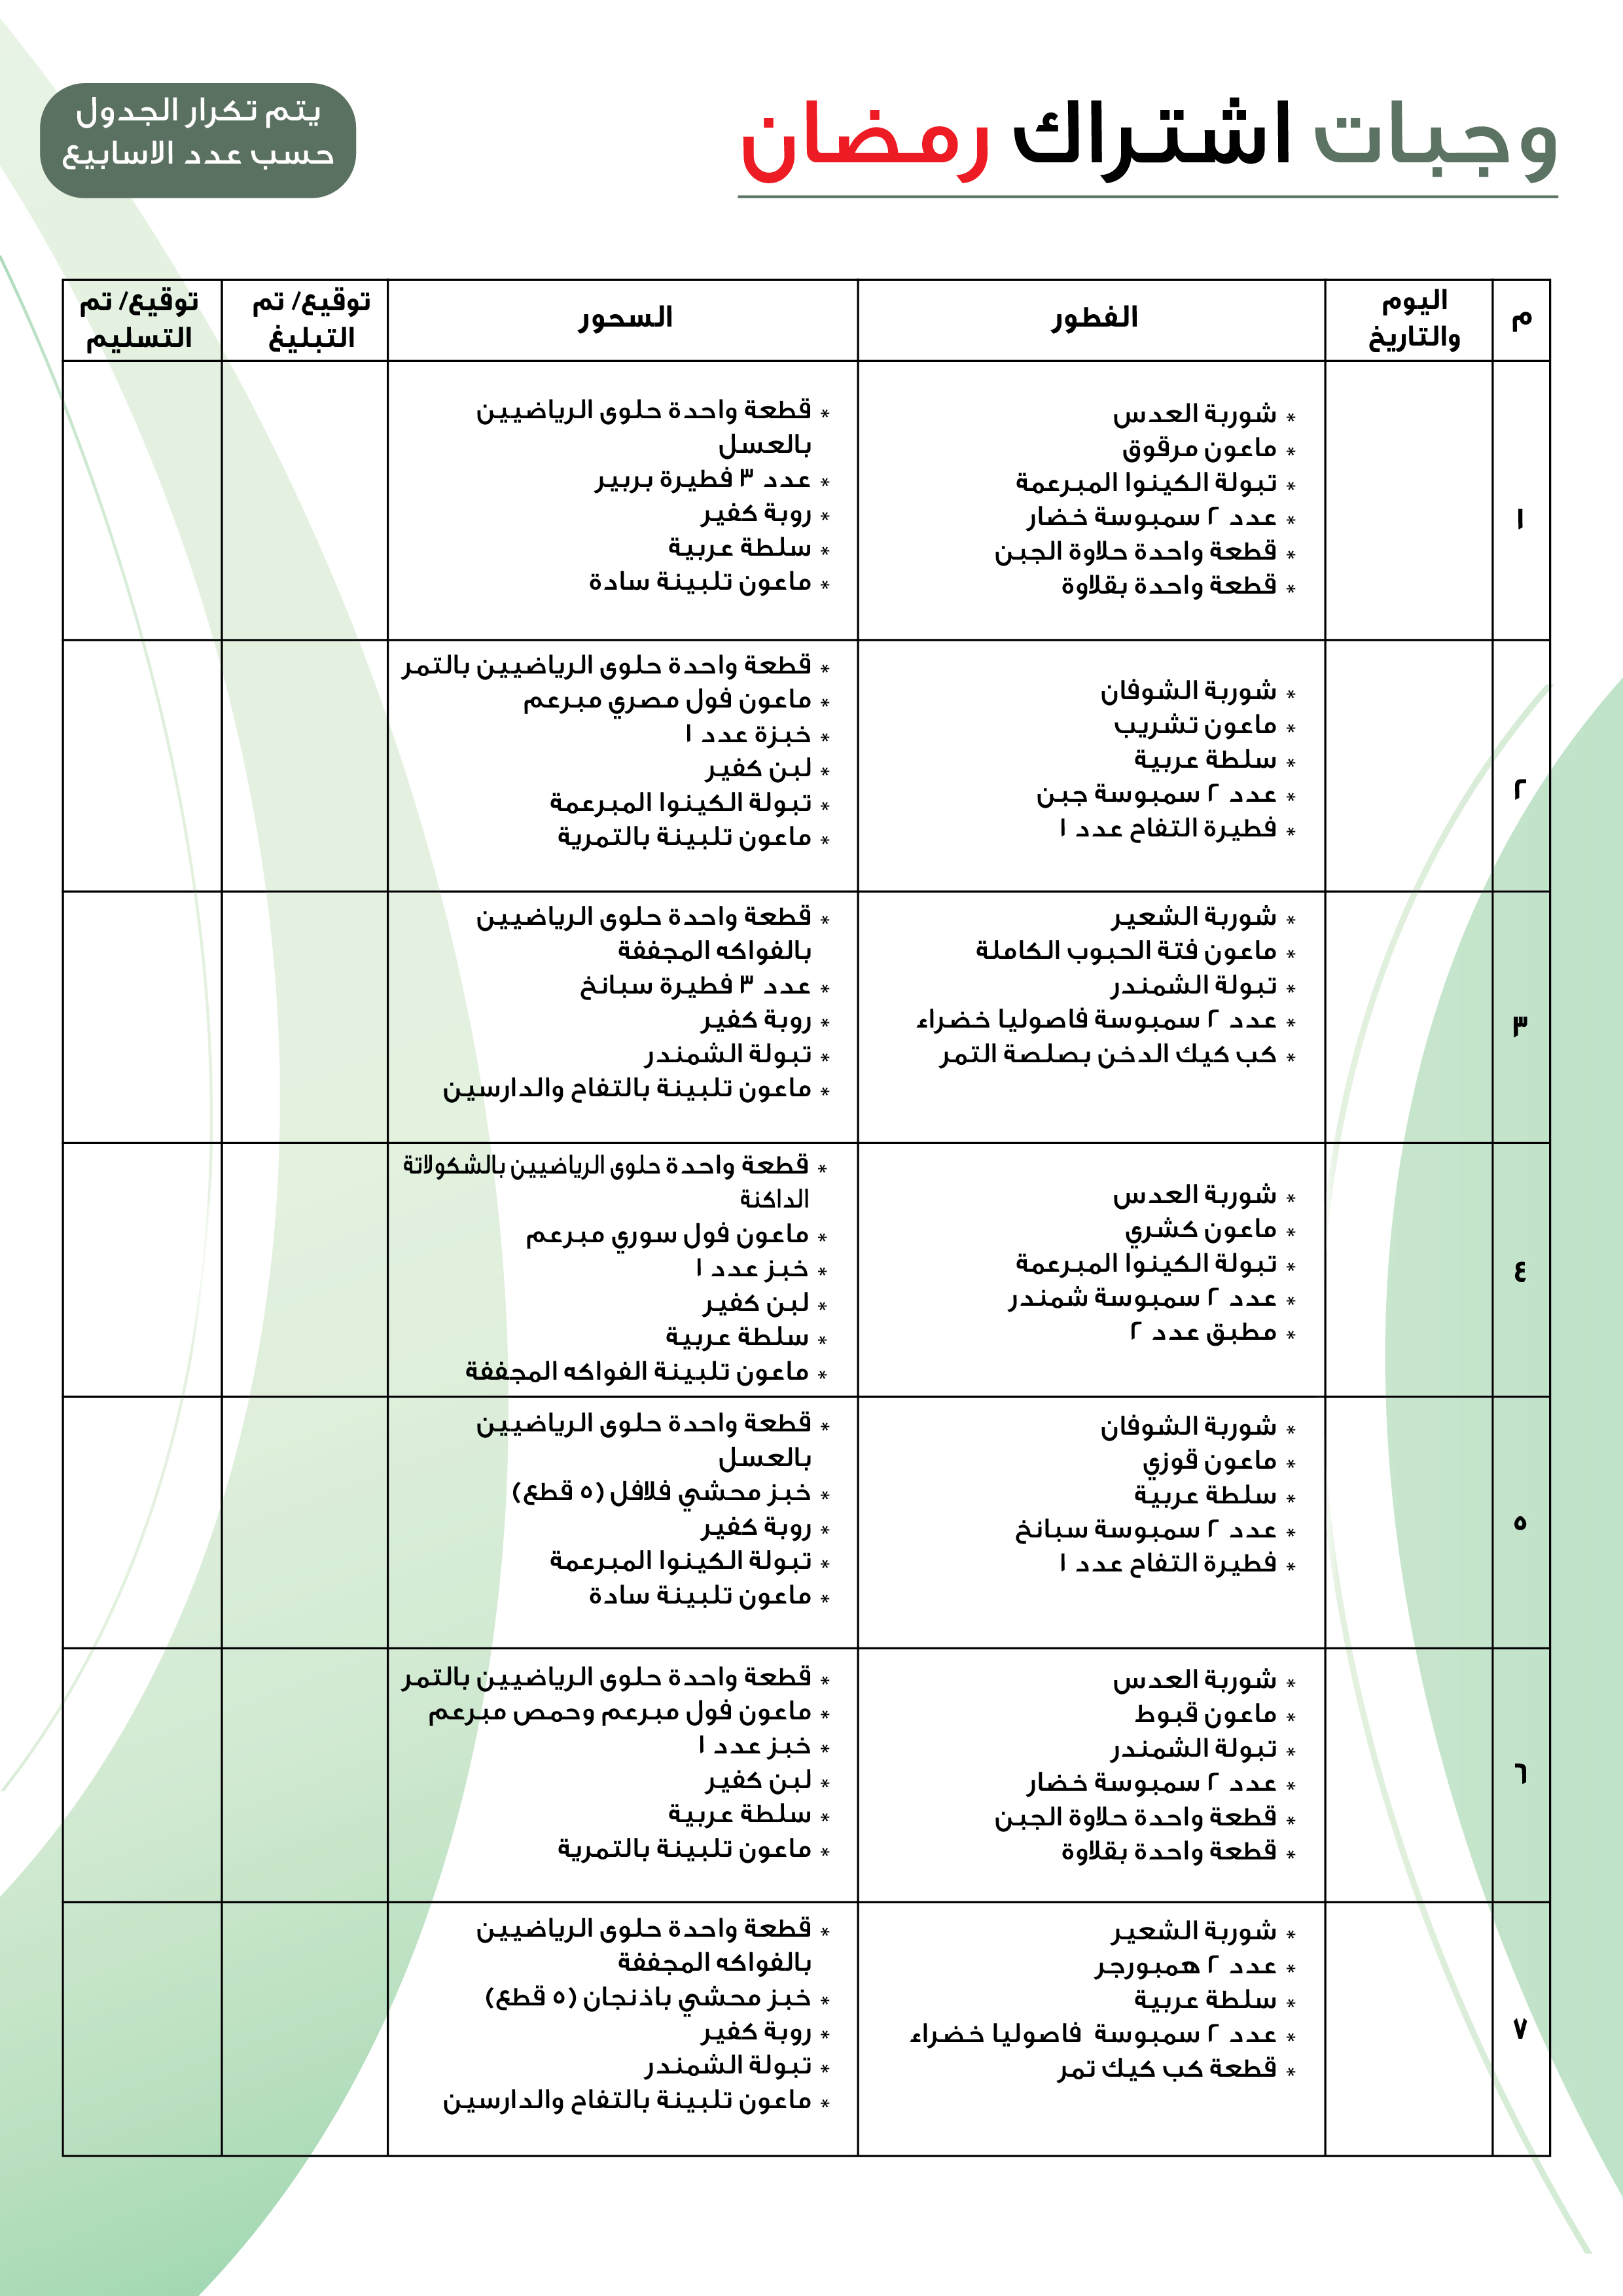 وجبات اشتراك رمضان
يتم تكرار الجدول
حسب عدد الاسابيع
م
اليوم
والتاريخ
الفطور
السحور
توقيع/ تم
التبليغ
توقيع/ تم
التسليم
١
* شوربة العدس
* ماعون مرقوق
* تبولة الكينوا المبرعمة
* عدد ٢ سمبوسة خضار
* قطعة واحدة حلاوة الجبن
* قطعة واحدة بقلاوة
* قطعة واحدة حلوى الرياضيين
بالعسل
* عدد ٣ فطيرة بربير
* روبة كفير
* سلطة عربية
* ماعون تلبينة سادة
٢
* شوربة الشوفان
* ماعون تشريب
* سلطة عربية
* عدد ٢ سمبوسة جبن
* فطيرة التفاح عدد ١
* قطعة واحدة حلوى الرياضيين بالتمر
* ماعون فول مصري مبرعم
* خبزة عدد ١
* لبن كفير
* تبولة الكينوا المبرعمة
* ماعون تلبينة بالتمرية
٣
* شوربة الشعير
* ماعون فتة الحبوب الكاملة
* تبولة الشمندر
* عدد ٢ سمبوسة فاصوليا خضراء
* كب كيك الدخن بصلصة التمر
* قطعة واحدة حلوى الرياضيين
بالفواكه المجففة
* عدد ٣ فطيرة سبانخ
* روبة كفير
* تبولة الشمندر
* ماعون تلبينة بالتفاح والدارسين
٤
* شوربة العدس
* ماعون كشري
* تبولة الكينوا المبرعمة
* عدد ٢ سمبوسة شمندر
* مطبق عدد ٢
* قطعة واحدة حلوى الرياضيين بالشكولاتة
الداكنة
* ماعون فول سوري مبرعم
* خبز عدد ١
* لبن كفير
* سلطة عربية
* ماعون تلبينة الفواكه المجففة
٥
* شوربة الشوفان
* ماعون قوزي
* سلطة عربية
* عدد ٢ سمبوسة سبانخ
* فطيرة التفاح عدد ١
* قطعة واحدة حلوى الرياضيين
بالعسل
* خبز محشي فلافل (٥ قطع)
* روبة كفير
* تبولة الكينوا المبرعمة
* ماعون تلبينة سادة
٦
* شوربة العدس
* ماعون قبوط
* تبولة الشمندر
* عدد ٢ سمبوسة خضار
* قطعة واحدة حلاوة الجبن
* قطعة واحدة بقلاوة
* قطعة واحدة حلوى الرياضيين بالتمر
* ماعون فول مبرعم وحمص مبرعم
* خبز عدد ١
* لبن كفير
* سلطة عربية
* ماعون تلبينة بالتمرية
٧
* شوربة الشعير
* عدد ٢ همبورجر
* سلطة عربية
* عدد ٢ سمبوسة فاصوليا خضراء
* قطعة كب كيك تمر
* قطعة واحدة حلوى الرياضيين
بالفواكه المجففة
* خبز محشي باذنجان (٥ قطع)
* روبة كفير
* تبولة الشمندر
* ماعون تلبينة بالتفاح والدارسين